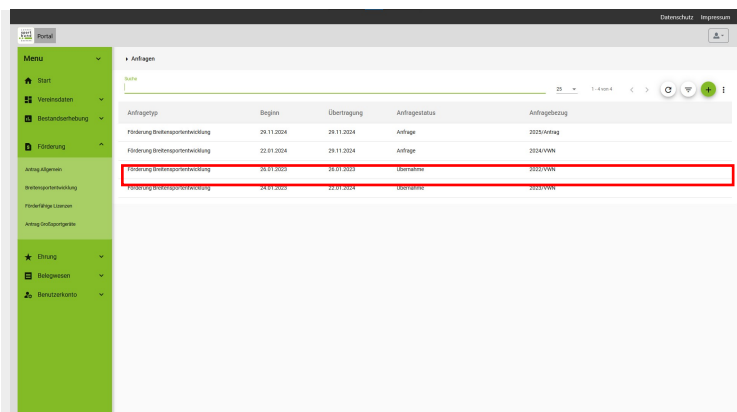 Datenschutz Impressum
Portal
Menu
Anfragen
Start
Suche
25 1 - 4 von 4
Vereinsdaten
Bestandserhebung
Anfragetyp Beginn Übertragung Anfragestatus Anfragebezug
Förderung Breitensportentwicklung 29.11.2024 29.11.2024 Anfrage 2025/Antrag
Förderung
Förderung Breitensportentwicklung 22.01.2024 29.11.2024 Anfrage 2024/VWN
Antrag Allgemein
Förderung Breitensportentwicklung 26.01.2023 26.01.2023 Übernahme 2022/VWN
Breitensportentwicklung
Förderung Breitensportentwicklung 24.01.2023 22.01.2024 Übernahme 2023/VWN
Förderfähige Lizenzen
Antrag Großsportgeräte
Ehrung
Belegwesen
Benutzerkonto